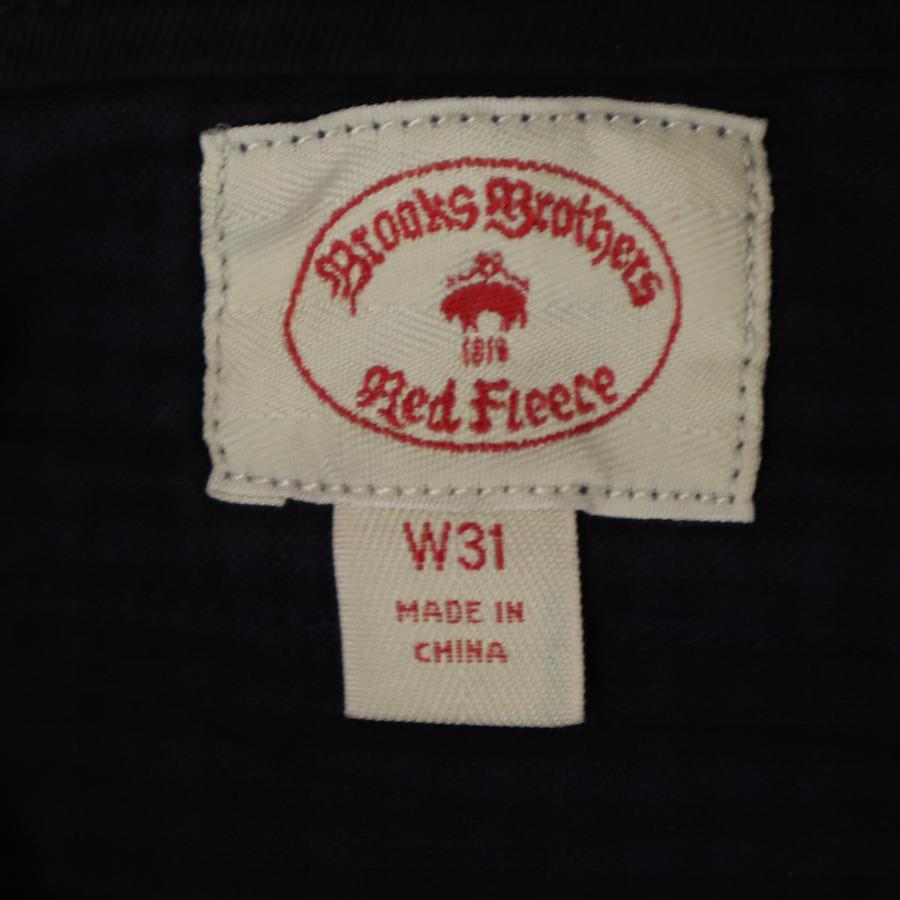 Brooks Brothers
1818
Red Fleece
W31
MADE IN
CHINA